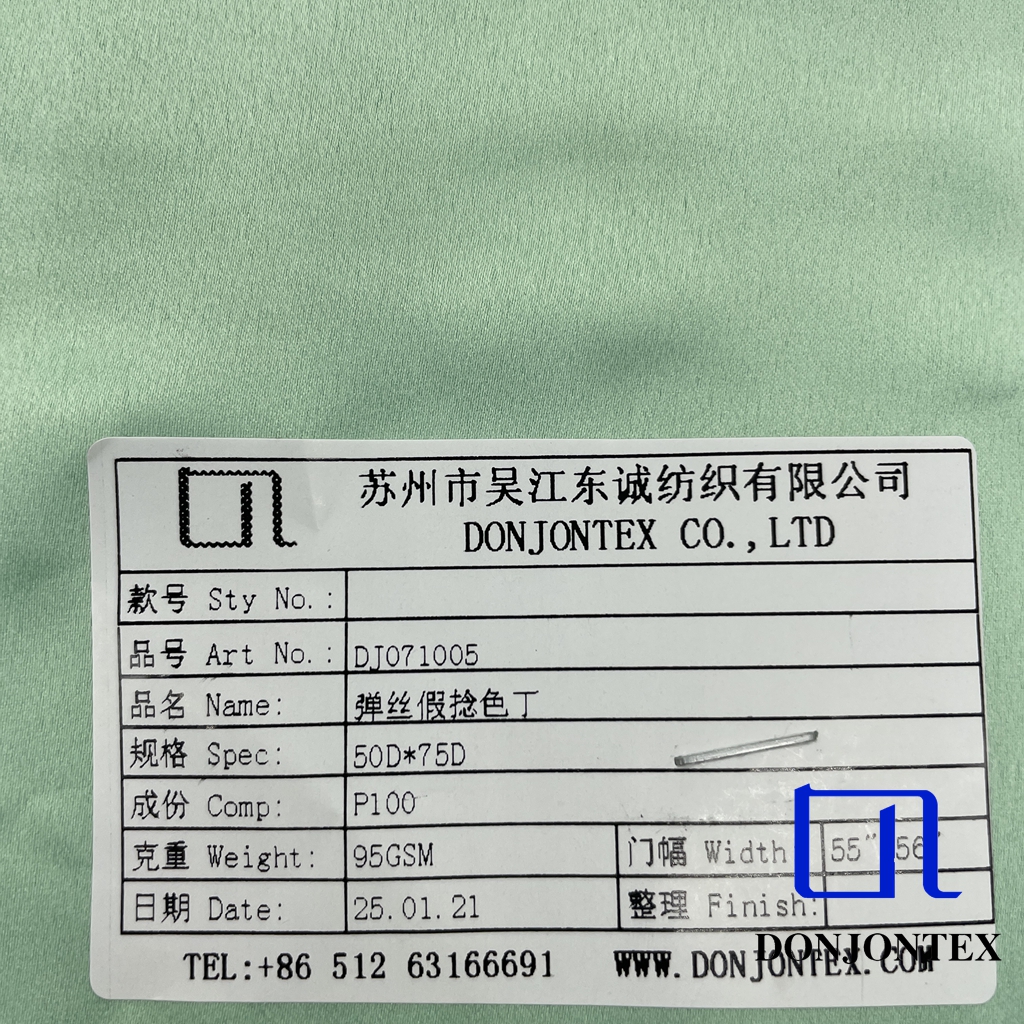 苏州市吴江东诚纺织有限公司
DONJONTEX CO.,LTD
款号 Sty No.:
品号 Art No.: DJ071005
品名 Name: 弹丝假捻色丁
规格 Spec: 50D*75D
成份 Comp: P100
克重 Weight: 95GSM 门幅 Width 55" 56"
日期 Date: 25.01.21 整理 Finish:
DONJONTEX
TEL:+86 512 63166691 WWW.DONJONTEX.COM